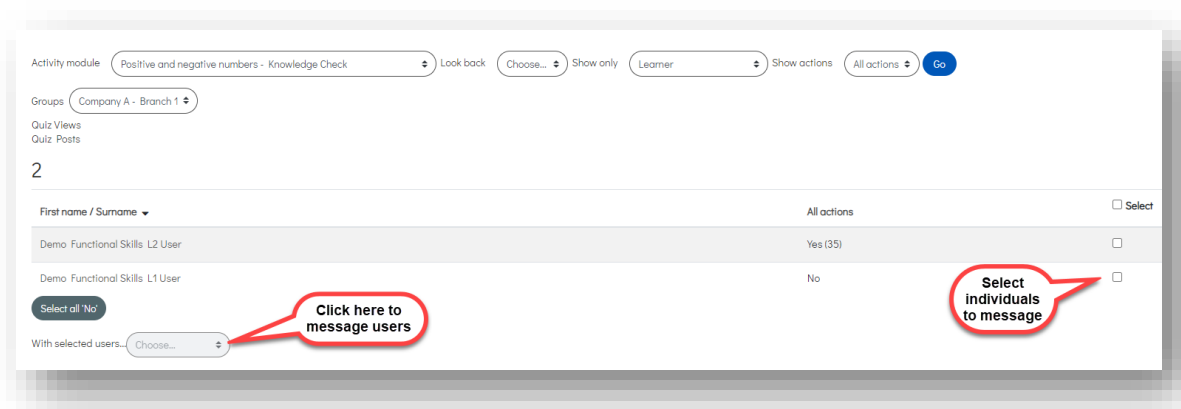 Activity module Positive and negative numbers - Knowledge Check Look back Choose... Show only Learner Show actions All actions Go
Groups Company A - Branch 1
Quiz Views
Quiz Posts
2
First name / Surname All actions Select
Demo Functional Skills L2 User Yes (35)
Demo Functional Skills L1 User No
Select all 'No'
With selected users... Choose...
Click here to
message users
Select
individuals
to message